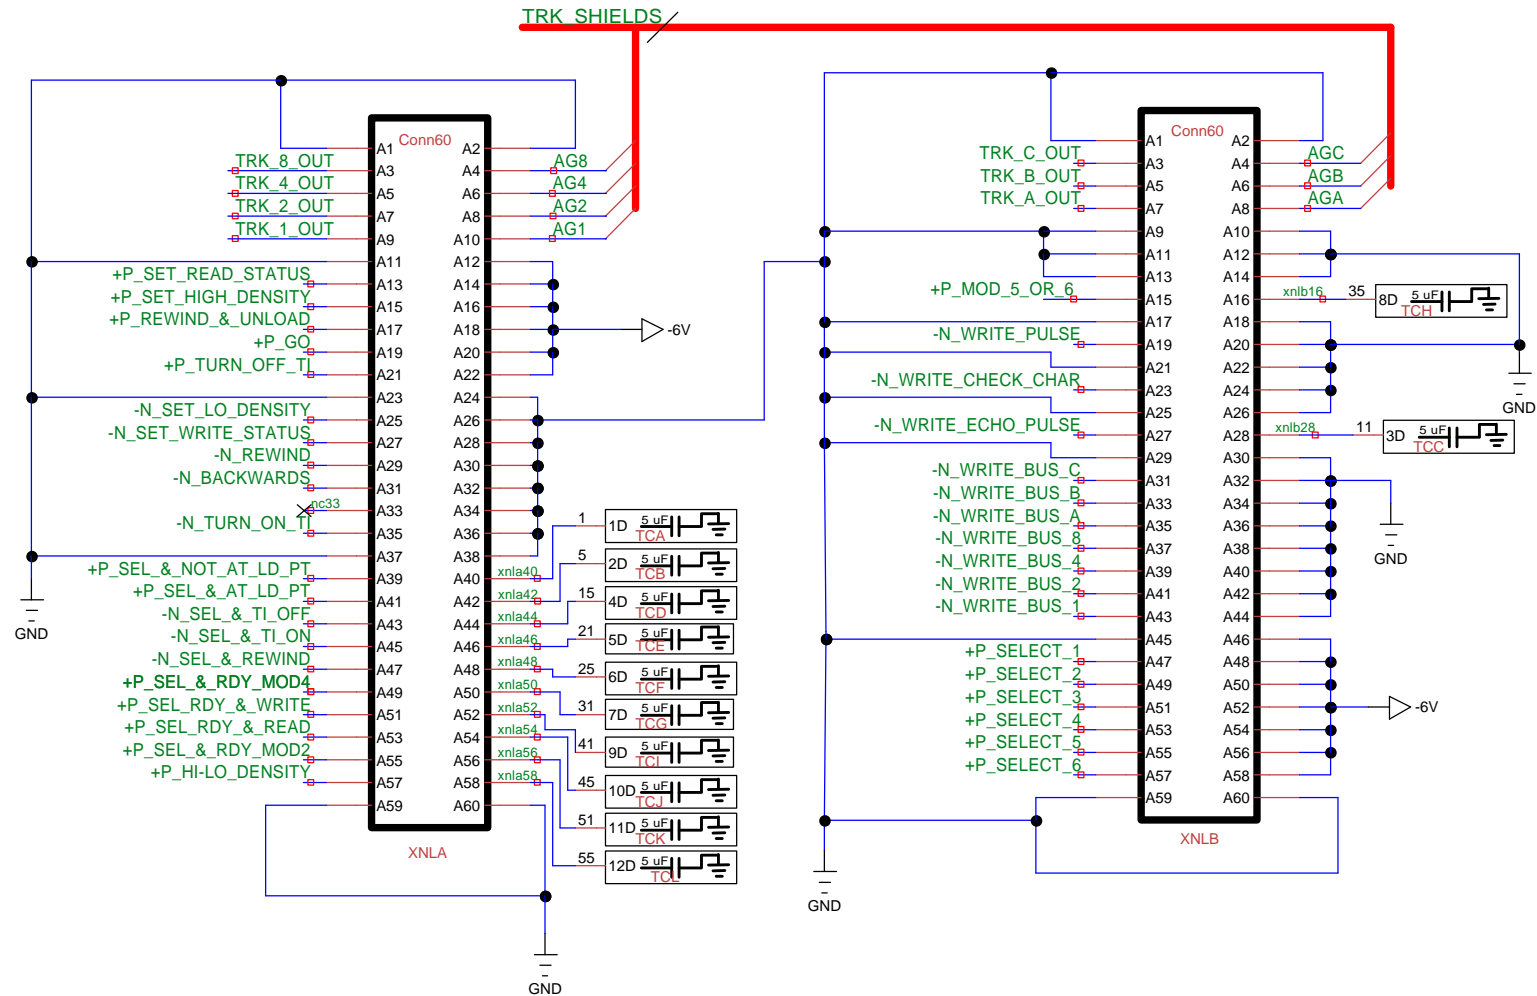 TRK_SHIELDS
Conn60
A1 A2
TRK_8_OUT A3 A4 AG8
TRK_4_OUT A5 A6 AG4
TRK_2_OUT A7 A8 AG2
TRK_1_OUT A9 A10 AG1
A11 A12
+P_SET_READ_STATUS A13 A14
+P_SET_HIGH_DENSITY A15 A16
+P_REWIND_&_UNLOAD A17 A18 -6V
+P_GO A19 A20
+P_TURN_OFF_TI A21 A22
A23 A24
-N_SET_LO_DENSITY A25 A26
-N_SET_WRITE_STATUS A27 A28
-N_REWIND A29 A30
-N_BACKWARDS A31 A32
nc33 A33 A34
-N_TURN_ON_TI A35 A36
A37 A38
+P_SEL_&_NOT_AT_LD_PT A39 A40 xnla40 1 1D 5 uF TCA
+P_SEL_&_AT_LD_PT A41 A42 xnla42 5 2D 5 uF TCB
-N_SEL_&_TI_OFF A43 A44 xnla44 15 4D 5 uF TCD
-N_SEL_&_TI_ON A45 A46 xnla46 21 5D 5 uF TCE
-N_SEL_&_REWIND A47 A48 xnla48 25 6D 5 uF TCF
+P_SEL_&_RDY_MOD4 A49 A50 xnla50 31 7D 5 uF TCG
+P_SEL_RDY_&_WRITE A51 A52 xnla52 41 9D 5 uF TCI
+P_SEL_RDY_&_READ A53 A54 xnla54 45 10D 5 uF TCJ
+P_SEL_&_RDY_MOD2 A55 A56 xnla56 51 11D 5 uF TCK
+P_HI-LO_DENSITY A57 A58 xnla58 55 12D 5 uF TCL
A59 A60
XNLA
GND
GND
Conn60
A1 A2
TRK_C_OUT A3 A4 AGC
TRK_B_OUT A5 A6 AGB
TRK_A_OUT A7 A8 AGA
A9 A10
A11 A12
A13 A14
+P_MOD_5_OR_6 A15 A16 xnlb16 35 8D 5 uF TCH
A17 A18
-N_WRITE_PULSE A19 A20
A21 A22
-N_WRITE_CHECK_CHAR A23 A24
A25 A26
GND
-N_WRITE_ECHO_PULSE A27 A28 xnlb28 11 3D 5 uF TCC
A29 A30
-N_WRITE_BUS_C A31 A32
-N_WRITE_BUS_B A33 A34
-N_WRITE_BUS_A A35 A36
-N_WRITE_BUS_8 A37 A38
GND
-N_WRITE_BUS_4 A39 A40
-N_WRITE_BUS_2 A41 A42
-N_WRITE_BUS_1 A43 A44
A45 A46
+P_SELECT_1 A47 A48
+P_SELECT_2 A49 A50
+P_SELECT_3 A51 A52 -6V
+P_SELECT_4 A53 A54
+P_SELECT_5 A55 A56
+P_SELECT_6 A57 A58
A59 A60
XNLB
GND